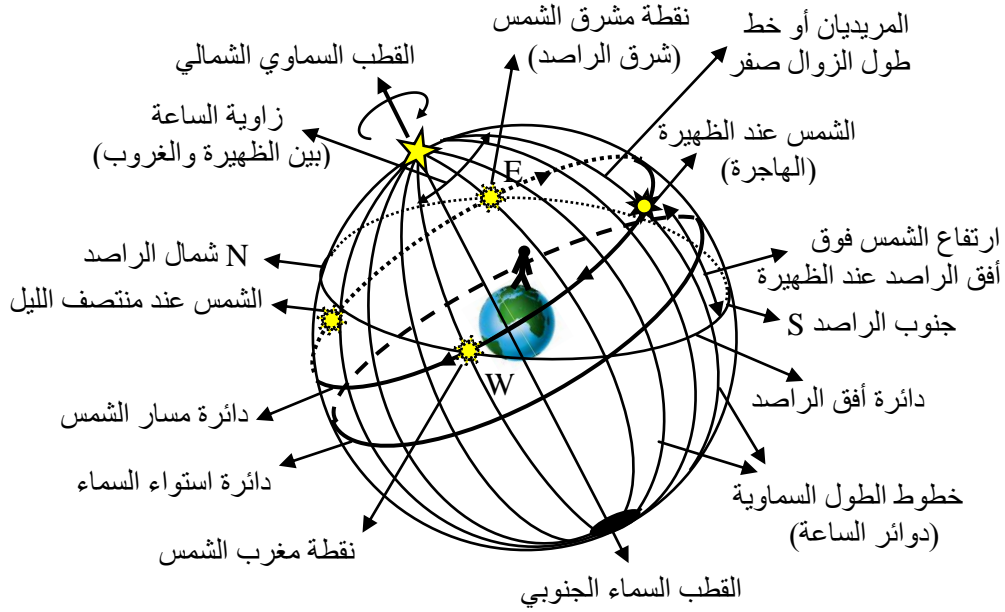 نقطة مشرق الشمس
(شرق الراصد)
المريديان أو خط
طول الزوال صفر
القطب السماوي الشمالي
زاوية الساعة
(بين الظهيرة والغروب)
الشمس عند الظهيرة
(الهاجرة)
E
N شمال الراصد
ارتفاع الشمس فوق
أفق الراصد عند الظهيرة
الشمس عند منتصف الليل
جنوب الراصد S
W
دائرة أفق الراصد
دائرة مسار الشمس
دائرة استواء السماء
خطوط الطول السماوية
(دوائر الساعة)
نقطة مغرب الشمس
القطب السماء الجنوبي